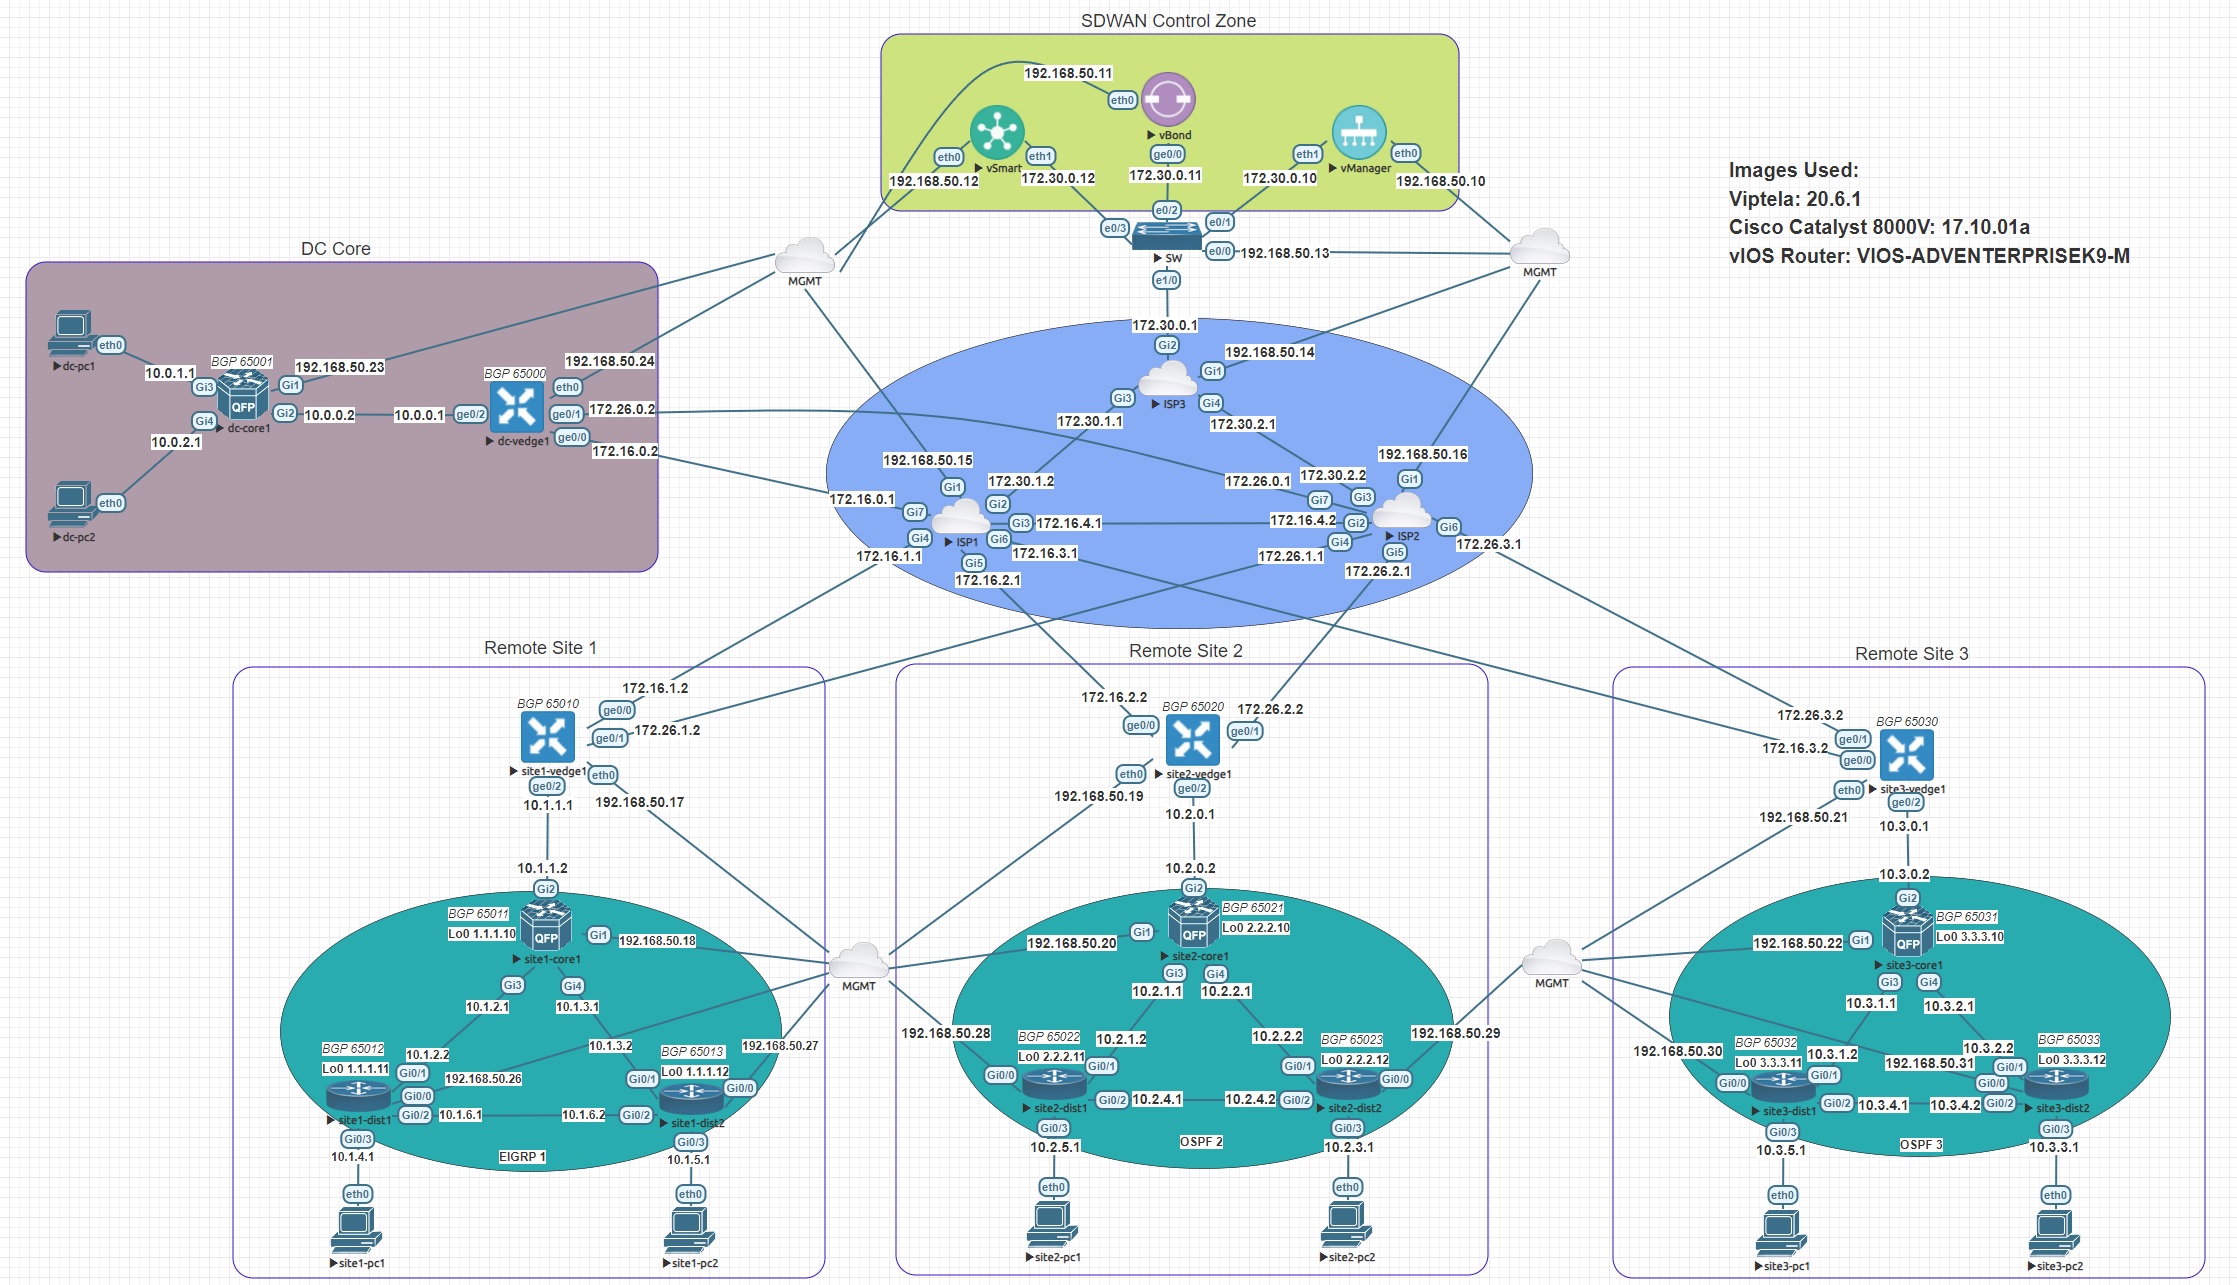 SDWAN Control Zone
192.168.50.11
eth0
vBond
ge0/0
172.30.0.11
eth0
eth1
vSmart
192.168.50.12
172.30.0.12
eth1
eth0
vManager
172.30.0.10
192.168.50.10
e0/2
e0/3
e0/1
e0/0
192.168.50.13
SW
e1/0
MGMT
MGMT
Images Used:
Viptela: 20.6.1
Cisco Catalyst 8000V: 17.10.01a
vIOS Router: VIOS-ADVENTERPRISEK9-M
DC Core
eth0
dc-pc1
10.0.1.1
Gi3
BGP 65001
QFP
dc-core1
Gi1
192.168.50.23
Gi2
10.0.0.2
10.0.0.1
ge0/2
Gi4
10.0.2.1
eth0
dc-pc2
BGP 65000
dc-vedge1
192.168.50.24
eth0
ge0/1
172.26.0.2
ge0/0
172.16.0.2
172.30.0.1
Gi2
192.168.50.14
Gi1
ISP3
Gi3
172.30.1.1
Gi4
172.30.2.1
192.168.50.15
Gi1
172.30.1.2
Gi2
172.16.0.1
Gi7
Gi3
172.16.4.1
ISP1
Gi4
172.16.1.1
Gi6
172.16.3.1
Gi5
172.16.2.1
192.168.50.16
Gi1
172.30.2.2
Gi3
172.26.0.1
Gi7
172.16.4.2
Gi2
ISP2
Gi4
172.26.1.1
Gi5
172.26.2.1
Gi6
172.26.3.1
Remote Site 1
BGP 65010
172.16.1.2
ge0/0
ge0/1
172.26.1.2
site1-vedge1
eth0
192.168.50.17
ge0/2
10.1.1.1
10.1.1.2
Gi2
BGP 65011
Lo0 1.1.1.10
QFP
site1-core1
Gi1
192.168.50.18
Gi3
10.1.2.1
Gi4
10.1.3.1
BGP 65012
Lo0 1.1.1.11
10.1.2.2
Gi0/1
Gi0/0
192.168.50.26
Gi0/2
10.1.6.1
site1-dist1
Gi0/3
10.1.4.1
10.1.3.2
BGP 65013
Lo0 1.1.1.12
Gi0/1
Gi0/0
192.168.50.27
10.1.6.2
Gi0/2
site1-dist2
Gi0/3
10.1.5.1
EIGRP 1
eth0
site1-pc1
eth0
site1-pc2
MGMT
Remote Site 2
172.16.2.2
ge0/0
BGP 65020
172.26.2.2
ge0/1
eth0
site2-vedge1
192.168.50.19
ge0/2
10.2.0.1
10.2.0.2
Gi2
BGP 65021
Lo0 2.2.2.10
QFP
site2-core1
Gi1
192.168.50.20
Gi3
10.2.1.1
Gi4
10.2.2.1
192.168.50.28
BGP 65022
Lo0 2.2.2.11
10.2.1.2
Gi0/1
Gi0/0
Gi0/2
10.2.4.1
site2-dist1
Gi0/3
10.2.5.1
10.2.2.2
BGP 65023
Lo0 2.2.2.12
192.168.50.29
Gi0/1
Gi0/0
10.2.4.2
Gi0/2
site2-dist2
Gi0/3
10.2.3.1
OSPF 2
eth0
site2-pc1
eth0
site2-pc2
MGMT
Remote Site 3
172.26.3.2
ge0/1
172.16.3.2
ge0/0
BGP 65030
eth0
site3-vedge1
192.168.50.21
ge0/2
10.3.0.1
10.3.0.2
Gi2
BGP 65031
Lo0 3.3.3.10
QFP
site3-core1
192.168.50.22
Gi1
Gi3
10.3.1.1
Gi4
10.3.2.1
192.168.50.30
BGP 65032
Lo0 3.3.3.11
10.3.1.2
Gi0/1
Gi0/0
Gi0/2
10.3.4.1
site3-dist1
Gi0/3
10.3.5.1
10.3.2.2
BGP 65033
Lo0 3.3.3.12
192.168.50.31
Gi0/1
Gi0/0
10.3.4.2
Gi0/2
site3-dist2
Gi0/3
10.3.3.1
OSPF 3
eth0
site3-pc1
eth0
site3-pc2